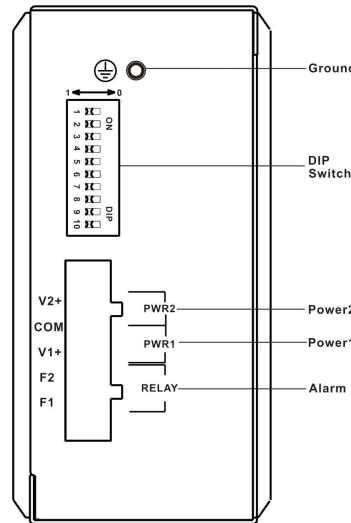 Ground
1 0
1 ON
2
3
4
5
6
7
8
9 DIP
10
DIP
Switch
V2+
PWR2
Power2
COM
PWR1
Power1
V1+
F2
RELAY
Alarm
F1